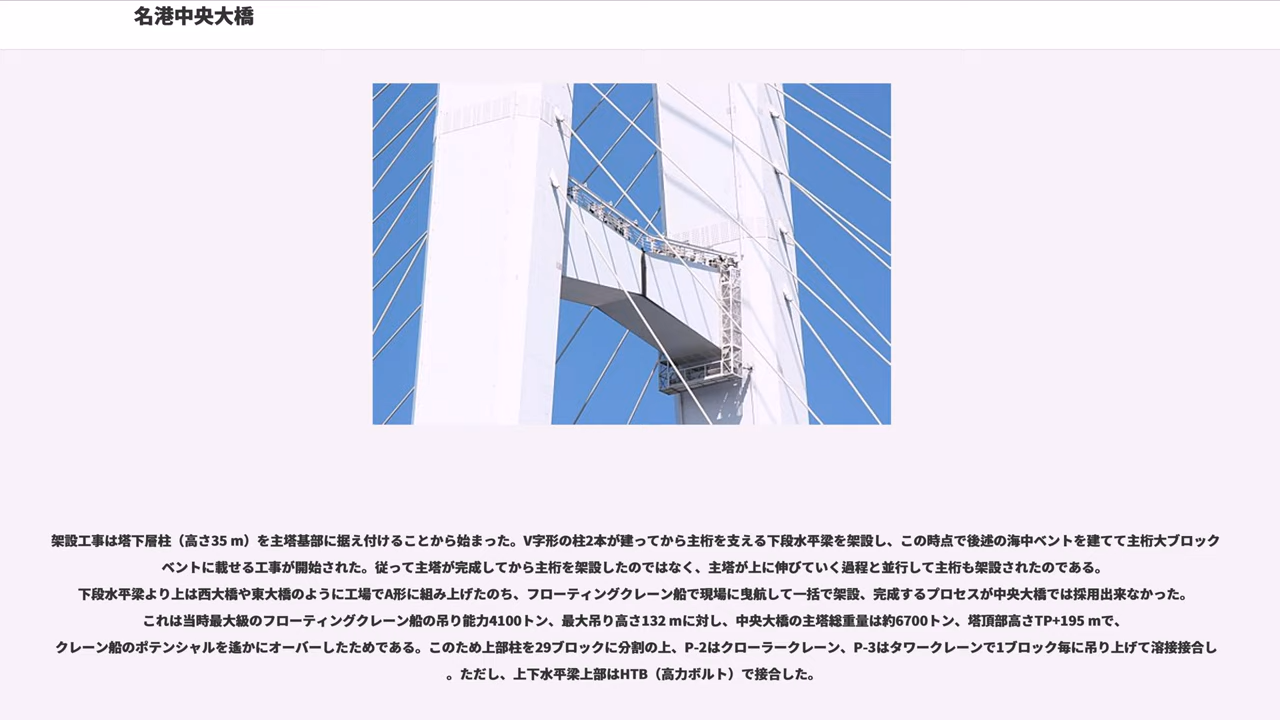 名港中央大橋
架設工事は塔下層柱（高さ35 m）を主塔基部に据え付けることから始まった。V字形の柱2本が建ってから主桁を支える下段水平梁を架設し、この時点で後述の海中ベントを建てて主桁大ブロック
ベントに載せる工事が開始された。従って主塔が完成してから主桁を架設したのではなく、主塔が上に伸びていく過程と並行して主桁も架設されたのである。
下段水平梁より上は西大橋や東大橋のように工場でA形に組み上げたのち、フローティングクレーン船で現場に曳航して一括で架設、完成するプロセスが中央大橋では採用出来なかった。
これは当時最大級のフローティングクレーン船の吊り能力4100トン、最大吊り高さ132 mに対し、中央大橋の主塔総重量は約6700トン、塔頂部高さTP+195 mで、
クレーン船のポテンシャルを遙かにオーバーしたためである。このため上部柱を29ブロックに分割の上、P-2はクローラークレーン、P-3はタワークレーンで1ブロック毎に吊り上げて溶接接合し
。ただし、上下水平梁上部はHTB（高力ボルト）で接合した。